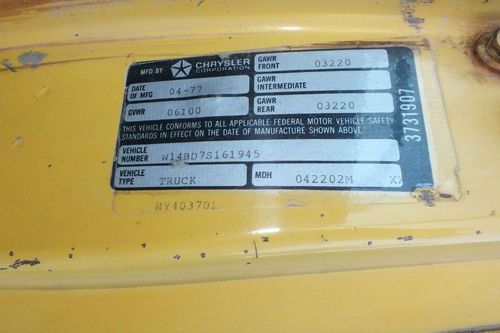 MFD BY CHRYSLER CORPORATION
GAWR FRONT 03220
DATE OF MFG 04-77
GAWR INTERMEDIATE
GVWR 06100
GAWR REAR 03220
THIS VEHICLE CONFORMS TO ALL APPLICABLE FEDERAL MOTOR VEHICLE SAFETY
STANDARDS IN EFFECT ON THE DATE OF MANUFACTURE SHOWN ABOVE.
VEHICLE NUMBER W14BD7S161945
VEHICLE TYPE TRUCK
MDH 042202M XX
3731907
HY403701